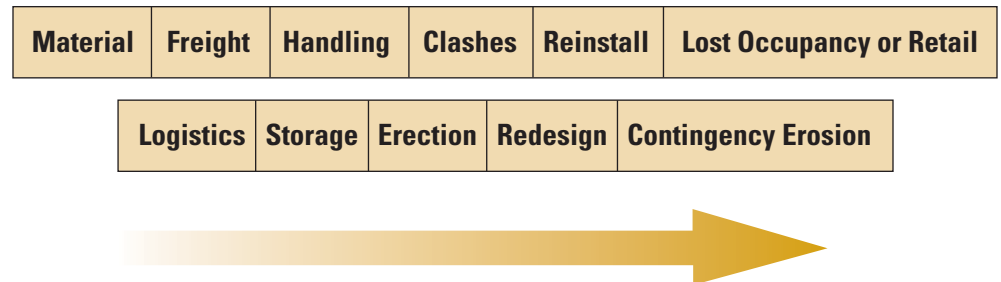 Material Freight Handling Clashes Reinstall Lost Occupancy or Retail
Logistics Storage Erection Redesign Contingency Erosion